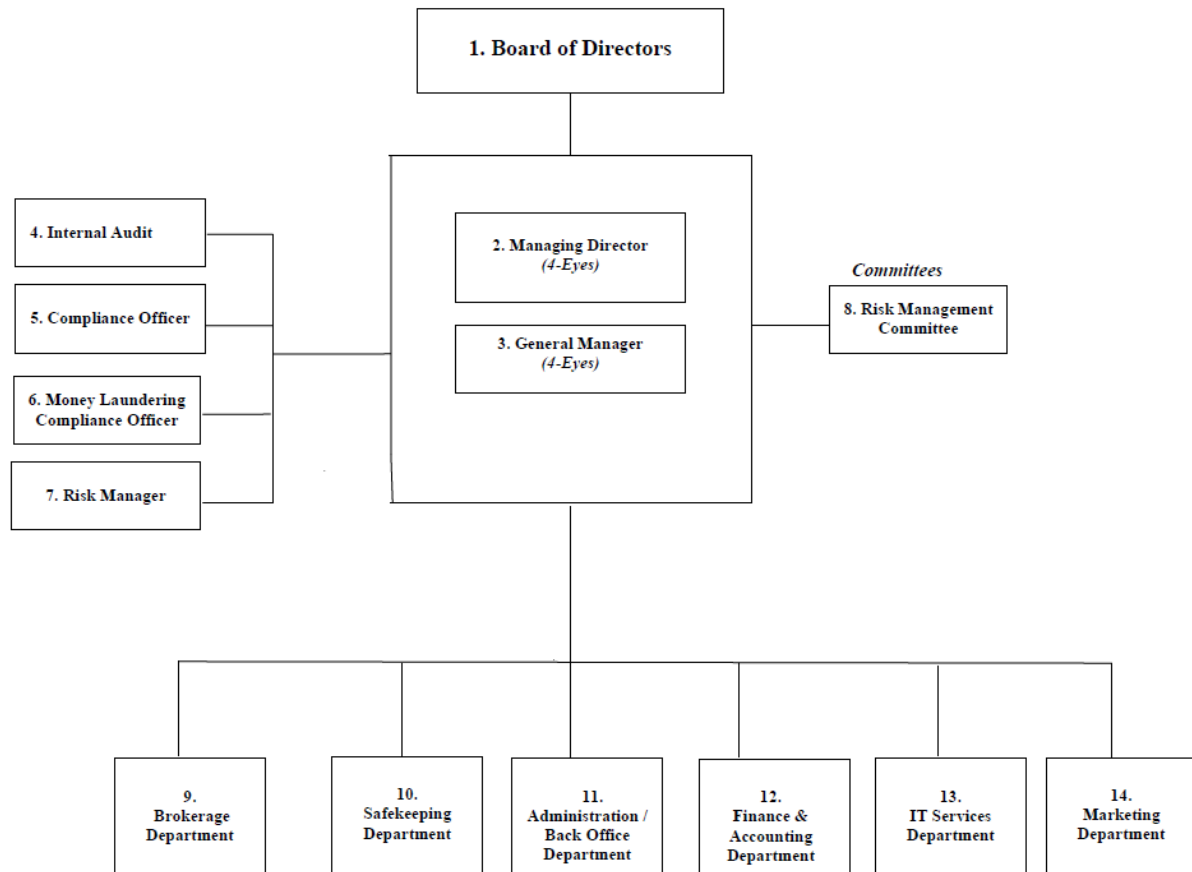 1. Board of Directors
2. Managing Director
(4-Eyes)
3. General Manager
(4-Eyes)
4. Internal Audit
5. Compliance Officer
6. Money Laundering
Compliance Officer
7. Risk Manager
Committees
8. Risk Management
Committee
9.
Brokerage
Department
10.
Safekeeping
Department
11.
Administration /
Back Office
Department
12.
Finance &
Accounting
Department
13.
IT Services
Department
14.
Marketing
Department